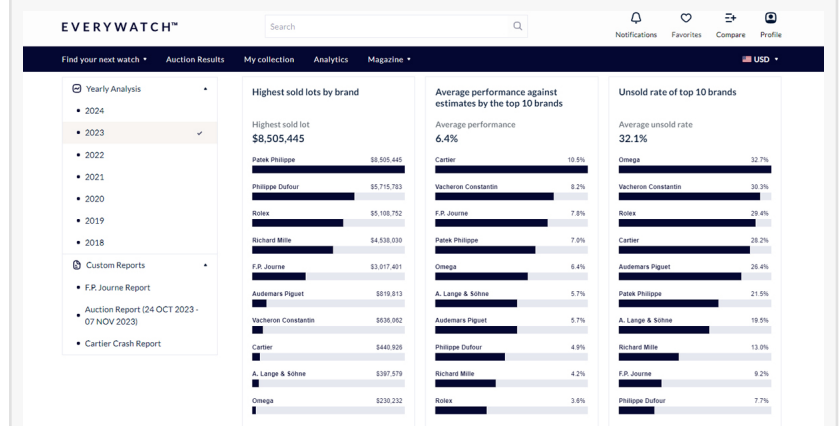 EVERYWATCH™
Search
Notifications
Favorites
Compare
Profile
Find your next watch
Auction Results
My collection
Analytics
Magazine
USD
Yearly Analysis
2024
2023
2022
2021
2020
2019
2018
Custom Reports
F.P. Journe Report
Auction Report (24 OCT 2023 -
07 NOV 2023)
Cartier Crash Report
Highest sold lots by brand
Highest sold lot
$8,505,445
Patek Philippe $8,505,445
Philippe Dufour $5,715,783
Rolex $5,108,752
Richard Mille $4,538,030
F.P. Journe $3,017,401
Audemars Piguet $819,813
Vacheron Constantin $636,062
Cartier $440,926
A. Lange & Söhne $397,579
Omega $230,232
Average performance against
estimates by the top 10 brands
Average performance
6.4%
Cartier 10.5%
Vacheron Constantin 8.2%
F.P. Journe 7.8%
Patek Philippe 7.0%
Omega 6.4%
A. Lange & Söhne 5.7%
Audemars Piguet 5.7%
Philippe Dufour 4.9%
Richard Mille 4.2%
Rolex 3.6%
Unsold rate of top 10 brands
Average unsold rate
32.1%
Omega 32.7%
Vacheron Constantin 30.3%
Rolex 29.4%
Cartier 28.2%
Audemars Piguet 26.4%
Patek Philippe 21.5%
A. Lange & Söhne 19.5%
Richard Mille 13.0%
F.P. Journe 9.2%
Philippe Dufour 7.7%